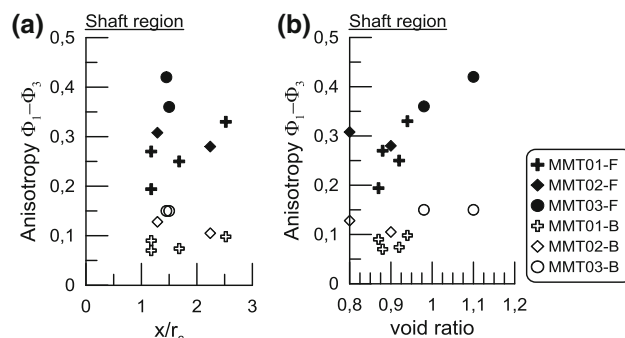 (a)
Shaft region
Anisotropy Φ1–Φ3
0,5
0,4
0,3
0,2
0,1
0
0 1 2 3
(b)
Shaft region
Anisotropy Φ1–Φ3
0,5
0,4
0,3
0,2
0,1
0
0,8 0,9 1 1,1 1,2
void ratio
MMT01-F
MMT02-F
MMT03-F
MMT01-B
MMT02-B
MMT03-B